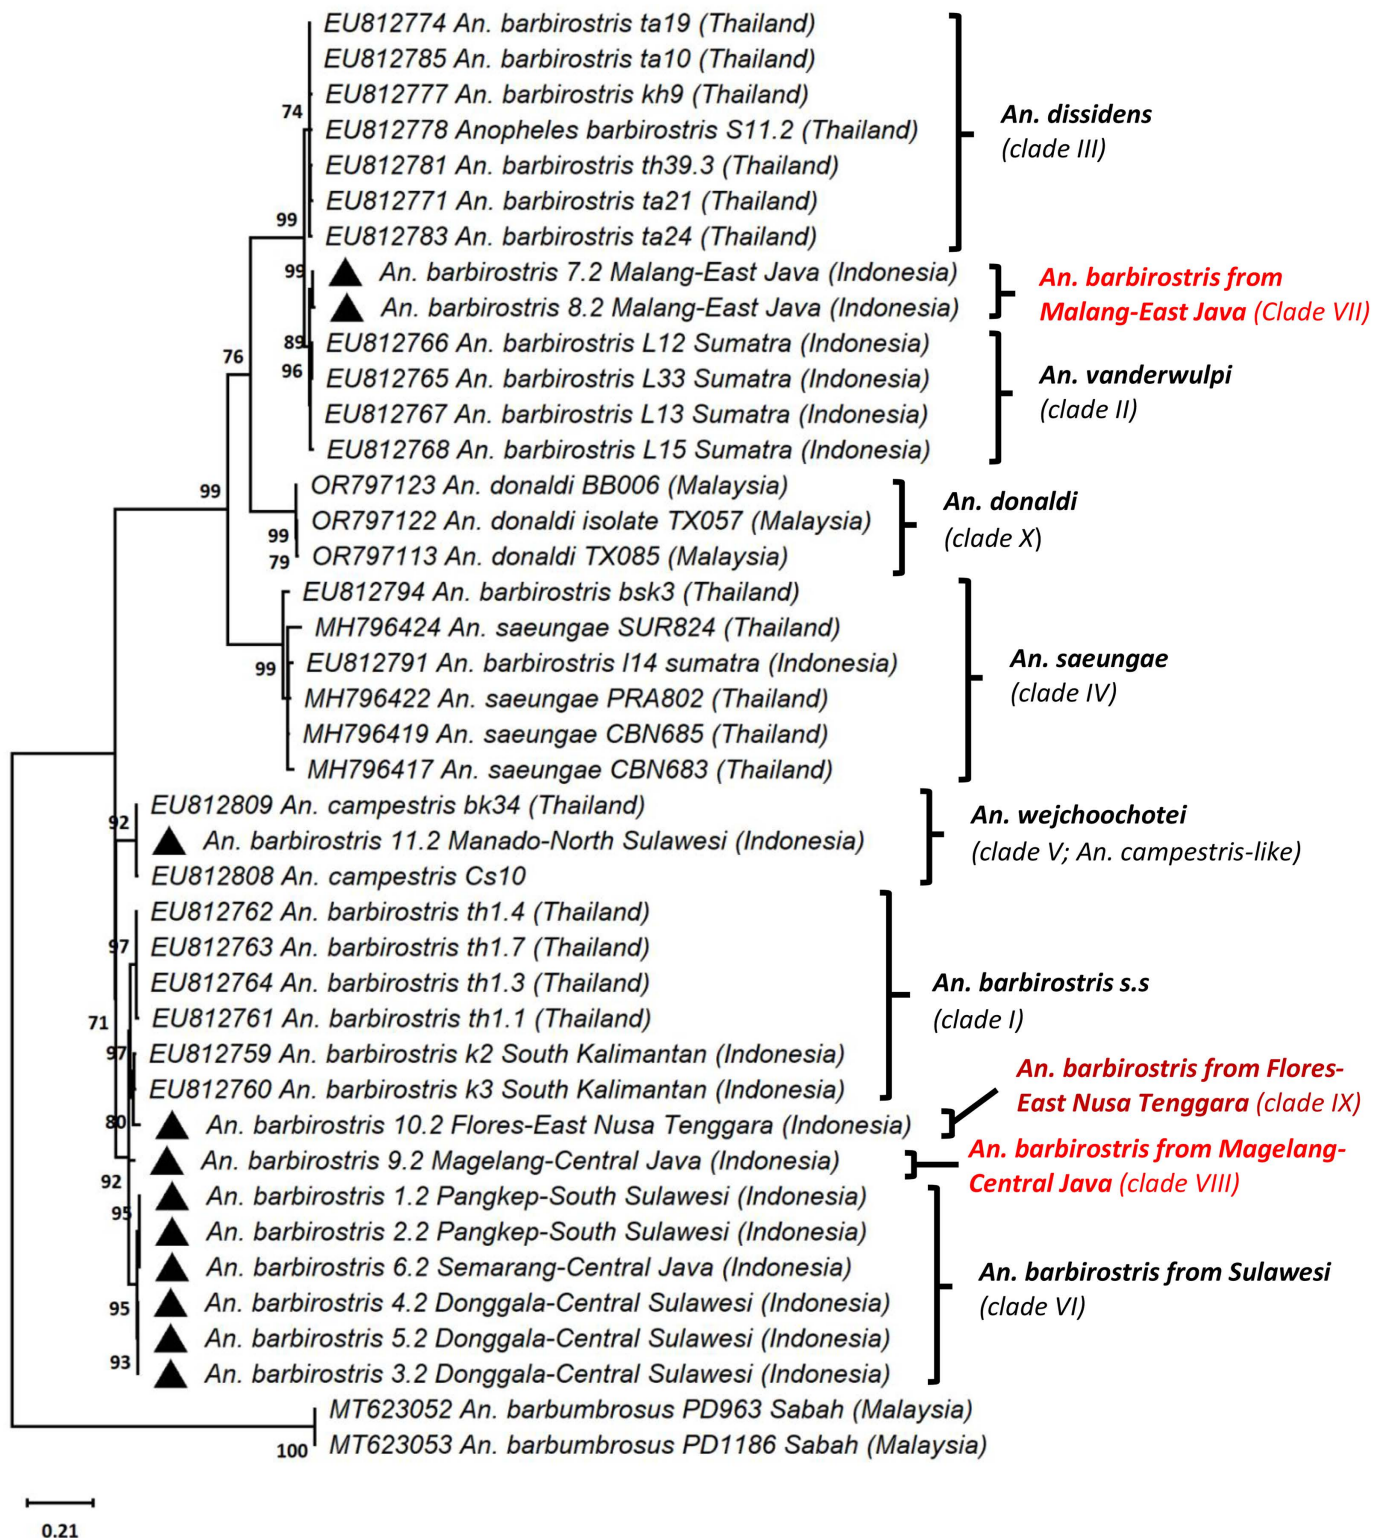 EU812774 An. barbirostris ta19 (Thailand)
EU812785 An. barbirostris ta10 (Thailand)
EU812777 An. barbirostris kh9 (Thailand)
74
EU812778 Anopheles barbirostris S11.2 (Thailand)
EU812781 An. barbirostris th39.3 (Thailand)
EU812771 An. barbirostris ta21 (Thailand)
99
EU812783 An. barbirostris ta24 (Thailand)
An. dissidens
(clade III)
99
An. barbirostris 7.2 Malang-East Java (Indonesia)
An. barbirostris 8.2 Malang-East Java (Indonesia)
An. barbirostris from
Malang-East Java (Clade VII)
89
EU812766 An. barbirostris L12 Sumatra (Indonesia)
76
96
EU812765 An. barbirostris L33 Sumatra (Indonesia)
EU812767 An. barbirostris L13 Sumatra (Indonesia)
EU812768 An. barbirostris L15 Sumatra (Indonesia)
An. vanderwulpi
(clade II)
99
OR797123 An. donaldi BB006 (Malaysia)
OR797122 An. donaldi isolate TX057 (Malaysia)
99
OR797113 An. donaldi TX085 (Malaysia)
79
An. donaldi
(clade X)
EU812794 An. barbirostris bsk3 (Thailand)
MH796424 An. saeungae SUR824 (Thailand)
99
EU812791 An. barbirostris l14 sumatra (Indonesia)
MH796422 An. saeungae PRA802 (Thailand)
MH796419 An. saeungae CBN685 (Thailand)
MH796417 An. saeungae CBN683 (Thailand)
An. saeungae
(clade IV)
EU812809 An. campestris bk34 (Thailand)
92
An. barbirostris 11.2 Manado-North Sulawesi (Indonesia)
EU812808 An. campestris Cs10
An. wejchoochotei
(clade V; An. campestris-like)
EU812762 An. barbirostris th1.4 (Thailand)
97
EU812763 An. barbirostris th1.7 (Thailand)
EU812764 An. barbirostris th1.3 (Thailand)
71
EU812761 An. barbirostris th1.1 (Thailand)
97
EU812759 An. barbirostris k2 South Kalimantan (Indonesia)
EU812760 An. barbirostris k3 South Kalimantan (Indonesia)
An. barbirostris s.s
(clade I)
80
An. barbirostris 10.2 Flores-East Nusa Tenggara (Indonesia)
An. barbirostris from Flores-
East Nusa Tenggara (clade IX)
An. barbirostris 9.2 Magelang-Central Java (Indonesia)
An. barbirostris from Magelang-
Central Java (clade VIII)
92
An. barbirostris 1.2 Pangkep-South Sulawesi (Indonesia)
95
An. barbirostris 2.2 Pangkep-South Sulawesi (Indonesia)
An. barbirostris 6.2 Semarang-Central Java (Indonesia)
An. barbirostris 4.2 Donggala-Central Sulawesi (Indonesia)
95
An. barbirostris 5.2 Donggala-Central Sulawesi (Indonesia)
93
An. barbirostris 3.2 Donggala-Central Sulawesi (Indonesia)
An. barbirostris from Sulawesi
(clade VI)
MT623052 An. barbumbrosus PD963 Sabah (Malaysia)
100
MT623053 An. barbumbrosus PD1186 Sabah (Malaysia)
0.21